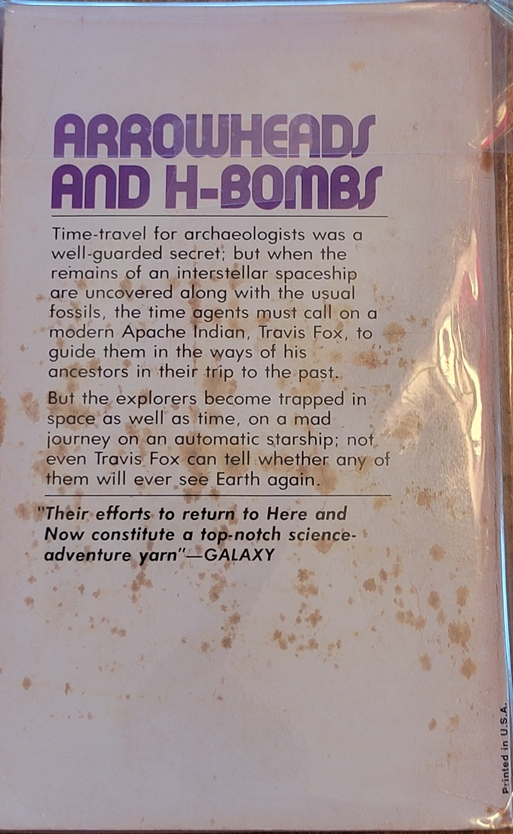 ARROWHEADS
AND H-BOMBS
Time-travel for archaeologists was a
well-guarded secret; but when the
remains of an interstellar spaceship
are uncovered along with the usual
fossils, the time agents must call on a
modern Apache Indian, Travis Fox, to
guide them in the ways of his
ancestors in their trip to the past.
But the explorers become trapped in
space as well as time, on a mad
journey on an automatic starship; not
even Travis Fox can tell whether any of
them will ever see Earth again.
"Their efforts to return to Here and
Now constitute a top-notch science-
adventure yarn"—GALAXY
Printed in U.S.A.